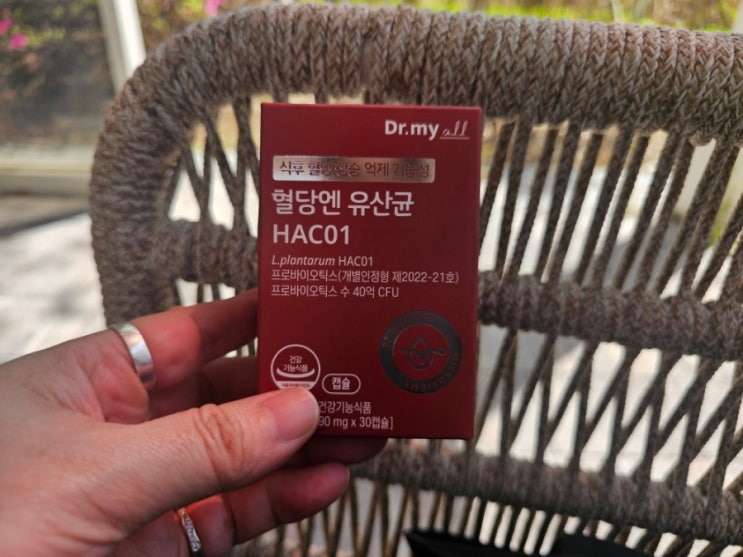 Dr.my all
식후 혈당 상승 억제 기능성
혈당엔 유산균
HAC01
L.plantarum HAC01
프로바이오틱스(개별인정형 제2022-21호)
프로바이오틱스 수 40억 CFU
건강
기능식품
캡슐
건강기능식품
90 mg x 30캡슐]